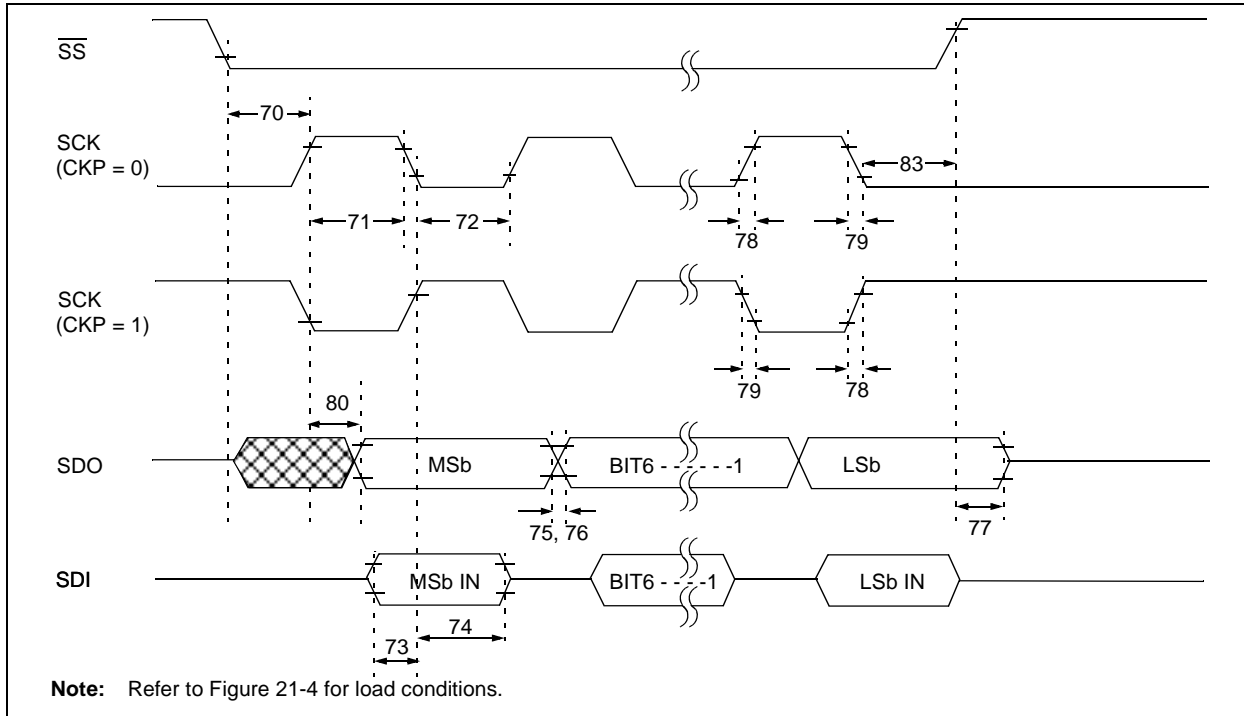 SS
70
SCK
(CKP = 0)
83
71
72
78
79
SCK
(CKP = 1)
79
78
80
SDO
MSb
BIT6 - - - - - -1
LSb
75, 76
77
SDI
MSb IN
BIT6 - - - - -1
LSb IN
74
73
Note: Refer to Figure 21-4 for load conditions.